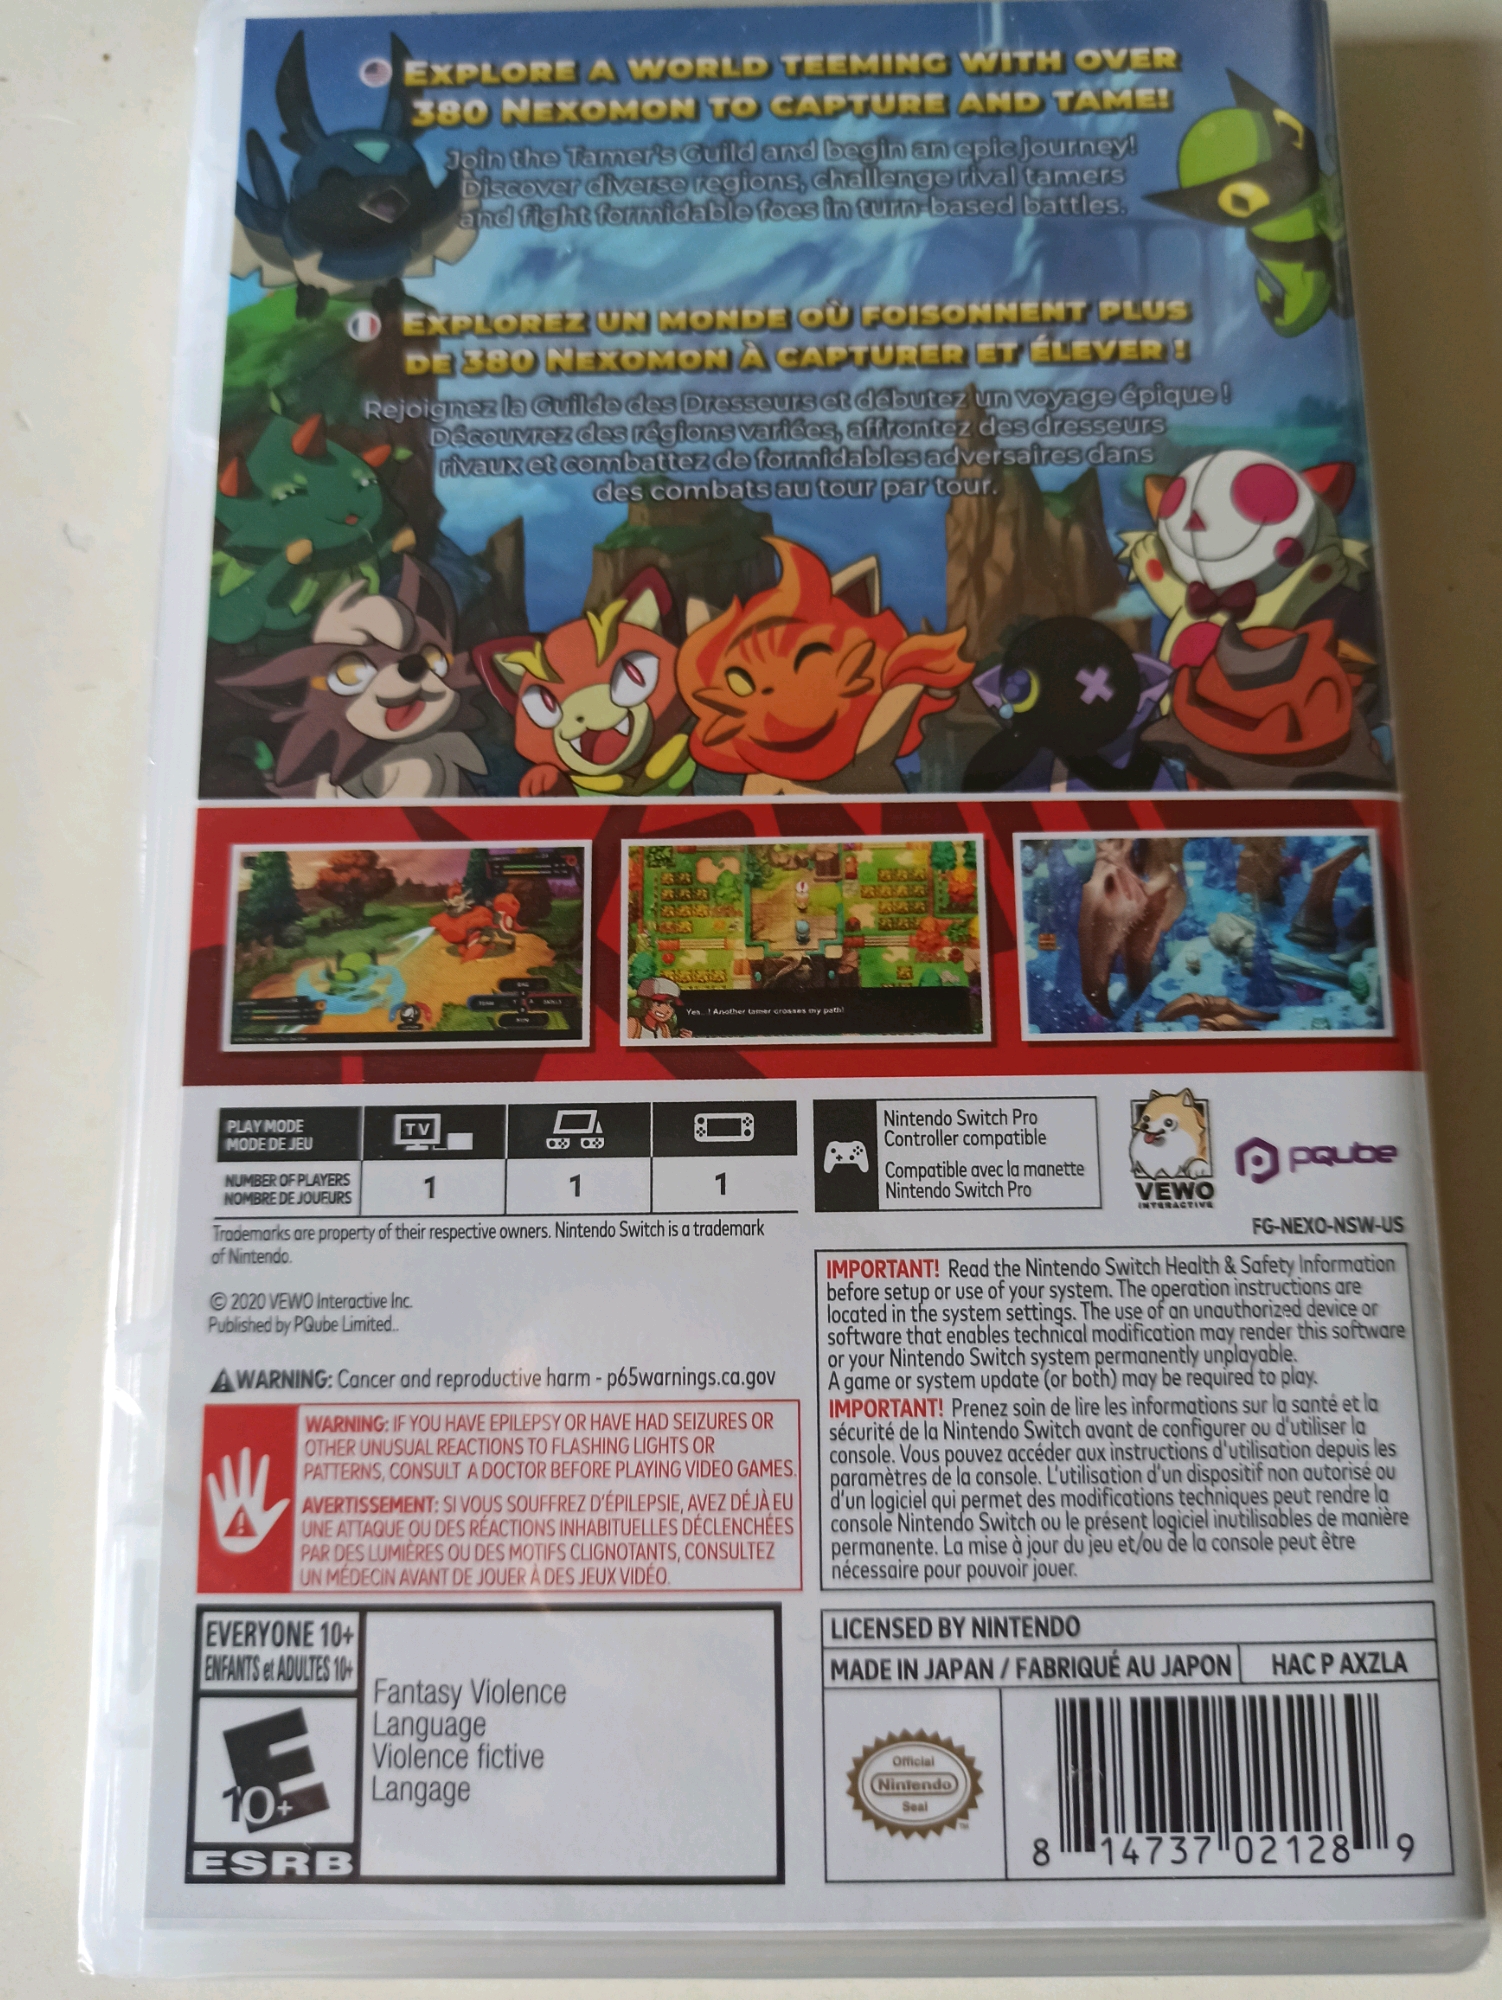 EXPLORE A WORLD TEEMING WITH OVER
380 NEXOMON TO CAPTURE AND TAME!
Join the Tamer's Guild and begin an epic journey!
Discover diverse regions, challenge rival tamers
and fight formidable foes in turn-based battles.
EXPLOREZ UN MONDE OÙ FOISONNENT PLUS
DE 380 NEXOMON À CAPTURER ET ÉLEVER !
Rejoignez la Guilde des Dresseurs et débutez un voyage épique !
Découvrez des régions variées, affrontez des dresseurs
rivaux et combattez de formidables adversaires dans
des combats au tour par tour.
Yes...! Another tamer crosses my path!
PLAY MODE
MODE DE JEU
TV
NUMBER OF PLAYERS
NOMBRE DE JOUEURS
1
1
1
Nintendo Switch Pro
Controller compatible
Compatible avec la manette
Nintendo Switch Pro
VEWO
INTERACTIVE
PQube
FG-NEXO-NSW-US
Trademarks are property of their respective owners. Nintendo Switch is a trademark
of Nintendo.
© 2020 VEWO Interactive Inc.
Published by PQube Limited..
WARNING: Cancer and reproductive harm - p65warnings.ca.gov
WARNING: IF YOU HAVE EPILEPSY OR HAVE HAD SEIZURES OR
OTHER UNUSUAL REACTIONS TO FLASHING LIGHTS OR
PATTERNS, CONSULT A DOCTOR BEFORE PLAYING VIDEO GAMES.
AVERTISSEMENT: SI VOUS SOUFFREZ D'ÉPILEPSIE, AVEZ DÉJÀ EU
UNE ATTAQUE OU DES RÉACTIONS INHABITUELLES DÉCLENCHÉES
PAR DES LUMIÈRES OU DES MOTIFS CLIGNOTANTS, CONSULTEZ
UN MÉDECIN AVANT DE JOUER À DES JEUX VIDÉO.
IMPORTANT! Read the Nintendo Switch Health & Safety Information
before setup or use of your system. The operation instructions are
located in the system settings. The use of an unauthorized device or
software that enables technical modification may render this software
or your Nintendo Switch system permanently unplayable.
A game or system update (or both) may be required to play.
IMPORTANT! Prenez soin de lire les informations sur la santé et la
sécurité de la Nintendo Switch avant de configurer ou d'utiliser la
console. Vous pouvez accéder aux instructions d'utilisation depuis les
paramètres de la console. L'utilisation d'un dispositif non autorisé ou
d'un logiciel qui permet des modifications techniques peut rendre la
console Nintendo Switch ou le présent logiciel inutilisables de manière
permanente. La mise à jour du jeu et/ou de la console peut être
nécessaire pour pouvoir jouer.
EVERYONE 10+
ENFANTS et ADULTES 10+
E
10+
ESRB
Fantasy Violence
Language
Violence fictive
Langage
LICENSED BY NINTENDO
MADE IN JAPAN / FABRIQUÉ AU JAPON
HAC P AXZLA
Official
Nintendo
Seal
8 14737 02128 9